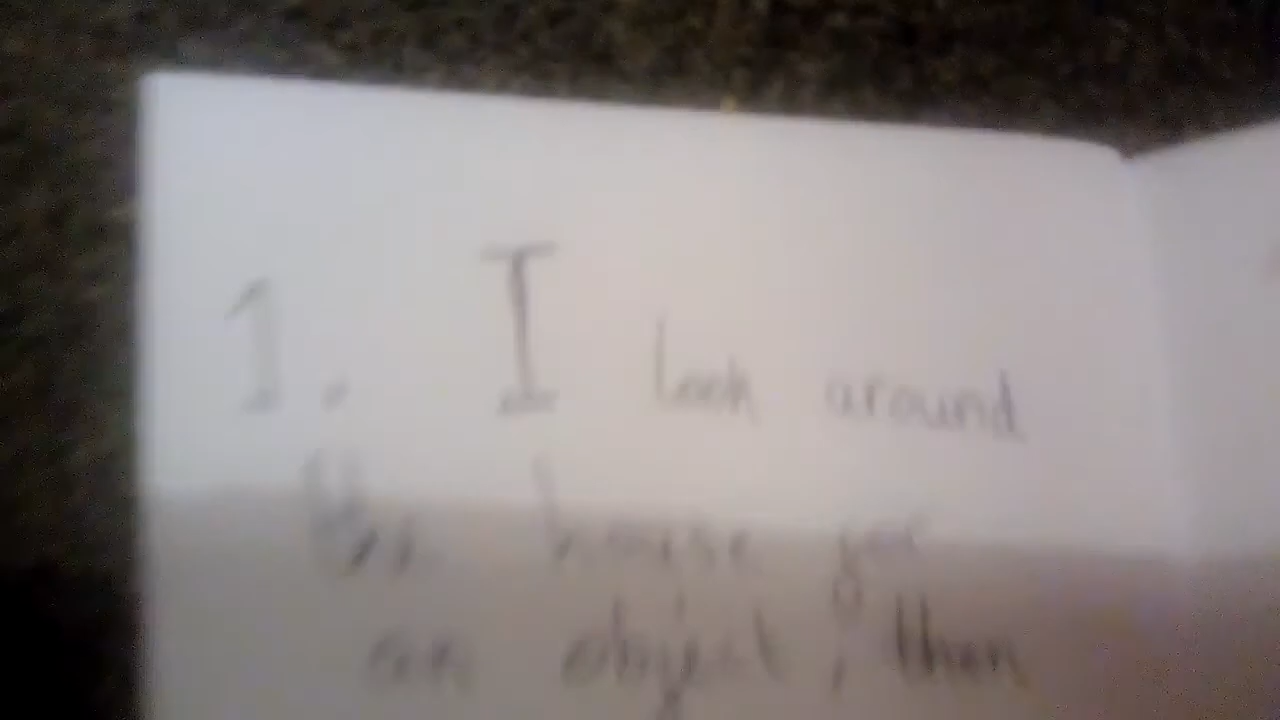 1. I look around
the house for
an object, then